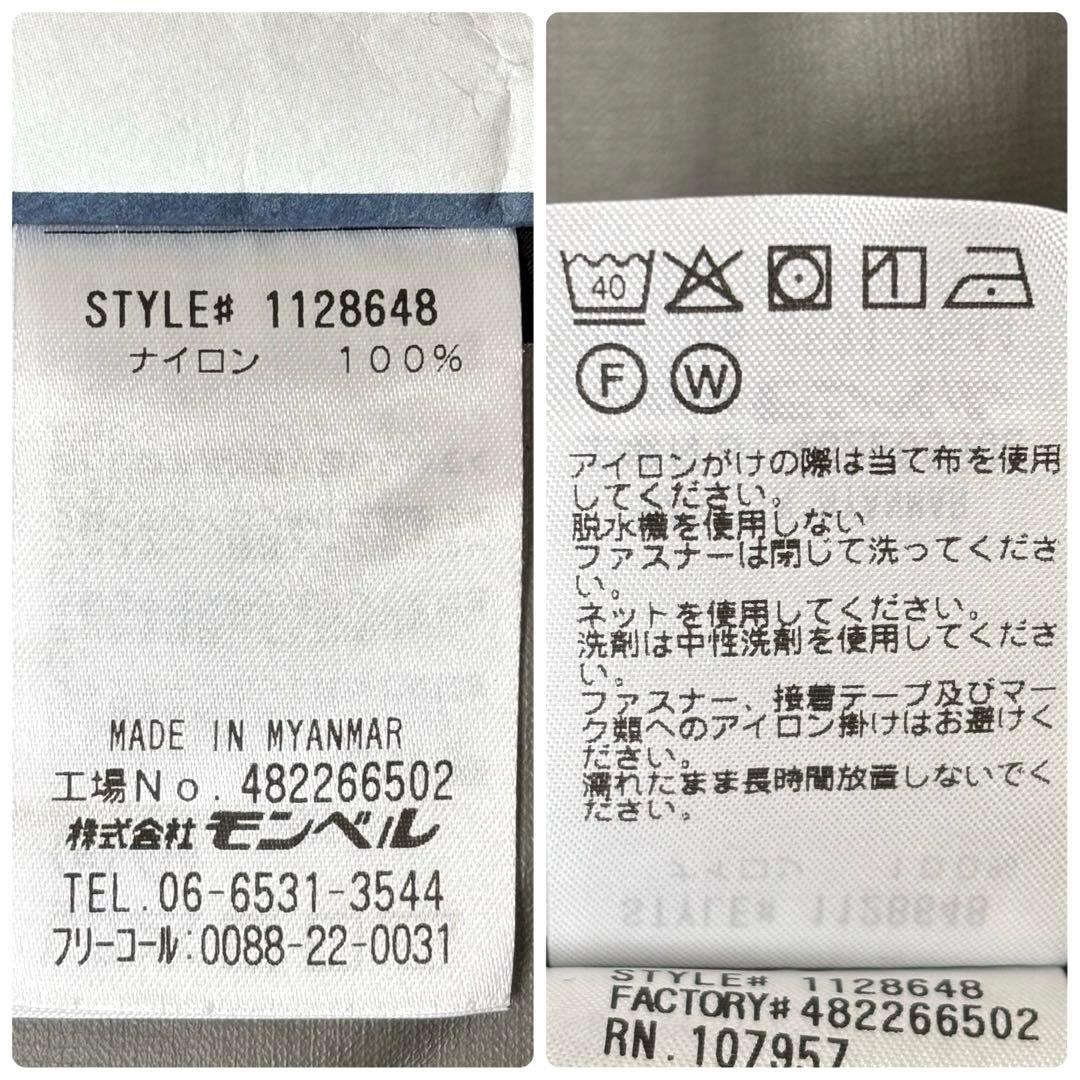 STYLE# 1128648
ナイロン 100%
MADE IN MYANMAR
工場No. 482266502
株式会社 モンベル
TEL.06-6531-3544
フリーコール:0088-22-0031
40
F W
アイロンがけの際は当て布を使用
してください。
脱水機を使用しない
ファスナーは閉じて洗ってくださ
い。
ネットを使用してください。
洗剤は中性洗剤を使用してくださ
い。
ファスナー、接着テープ及びマー
ク類へのアイロン掛けはお避けく
ださい。
濡れたまま長時間放置しないでく
ださい。
STYLE# 1128648
FACTORY# 482266502
RN. 107957